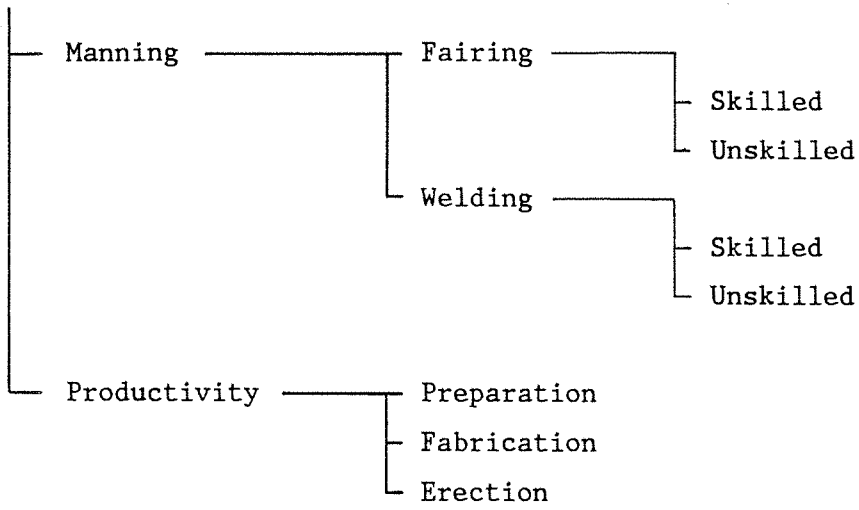 Manning Fairing
Skilled
Unskilled
Welding
Skilled
Unskilled
Productivity Preparation
Fabrication
Erection